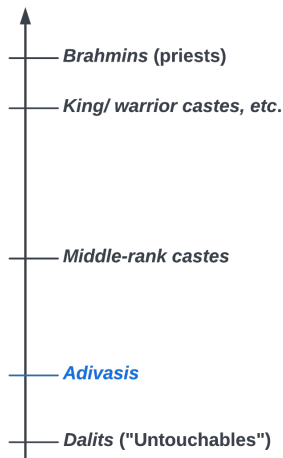 Brahmins (priests)
King/ warrior castes, etc.
Middle-rank castes
Adivasis
Dalits ("Untouchables")